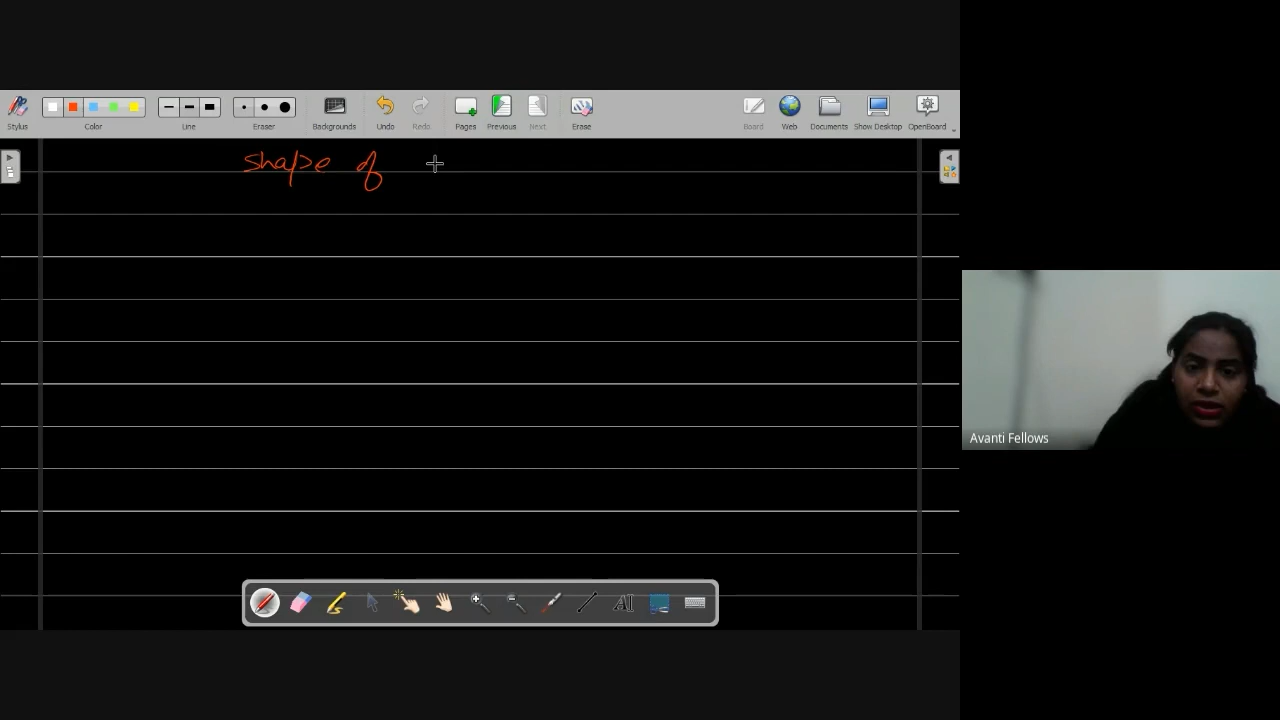 Stylus Color Line Eraser Backgrounds Undo Redo Pages Previous Next Erase Board Web Documents Show Desktop OpenBoard
shape of
Avanti Fellows
AI